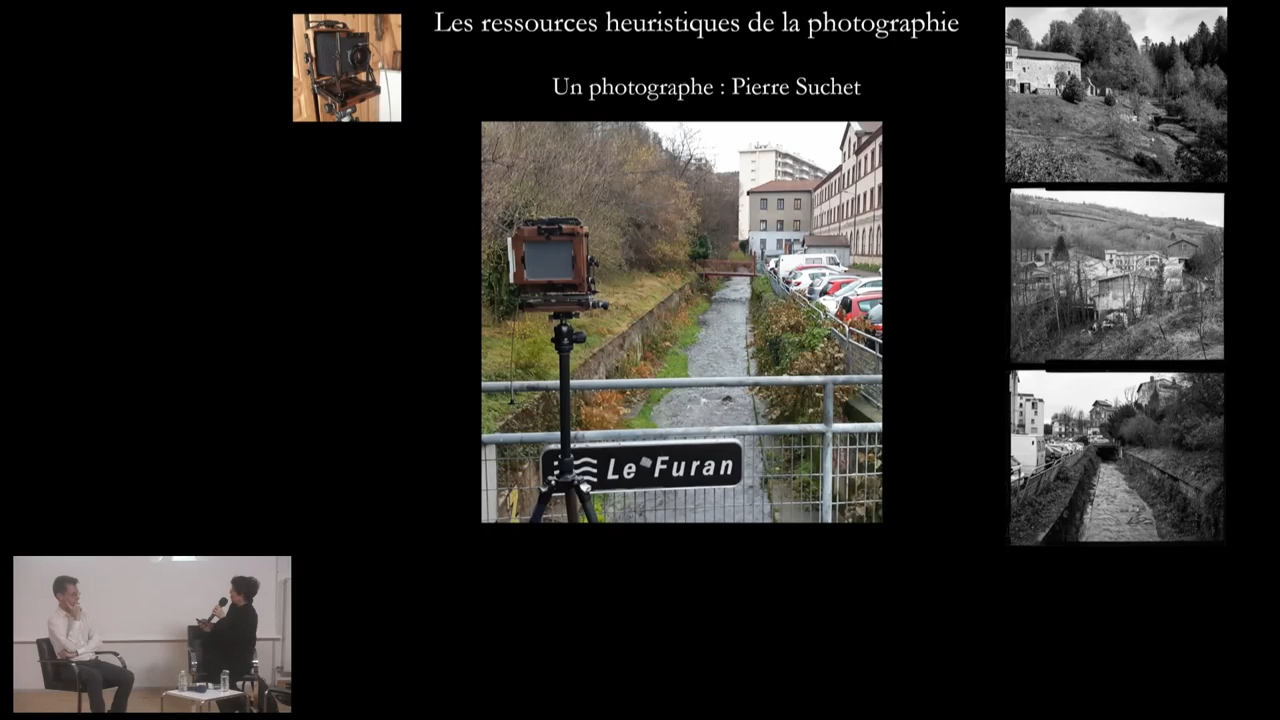 Les ressources heuristiques de la photographie
Un photographe : Pierre Suchet
Le Furan